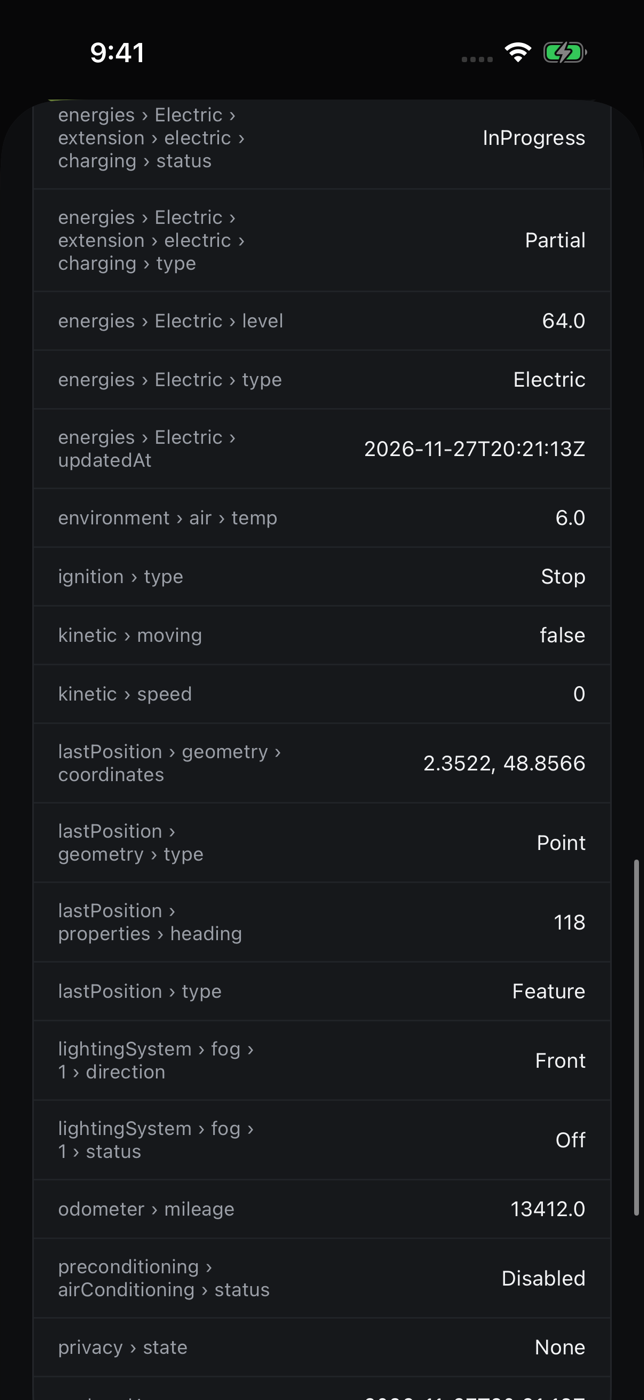 9:41
energies › Electric ›
extension › electric ›
charging › status
InProgress
energies › Electric ›
extension › electric ›
charging › type
Partial
energies › Electric › level
64.0
energies › Electric › type
Electric
energies › Electric ›
updatedAt
2026-11-27T20:21:13Z
environment › air › temp
6.0
ignition › type
Stop
kinetic › moving
false
kinetic › speed
0
lastPosition › geometry ›
coordinates
2.3522, 48.8566
lastPosition ›
geometry › type
Point
lastPosition ›
properties › heading
118
lastPosition › type
Feature
lightingSystem › fog ›
1 › direction
Front
lightingSystem › fog ›
1 › status
Off
odometer › mileage
13412.0
preconditioning ›
airConditioning › status
Disabled
privacy › state
None